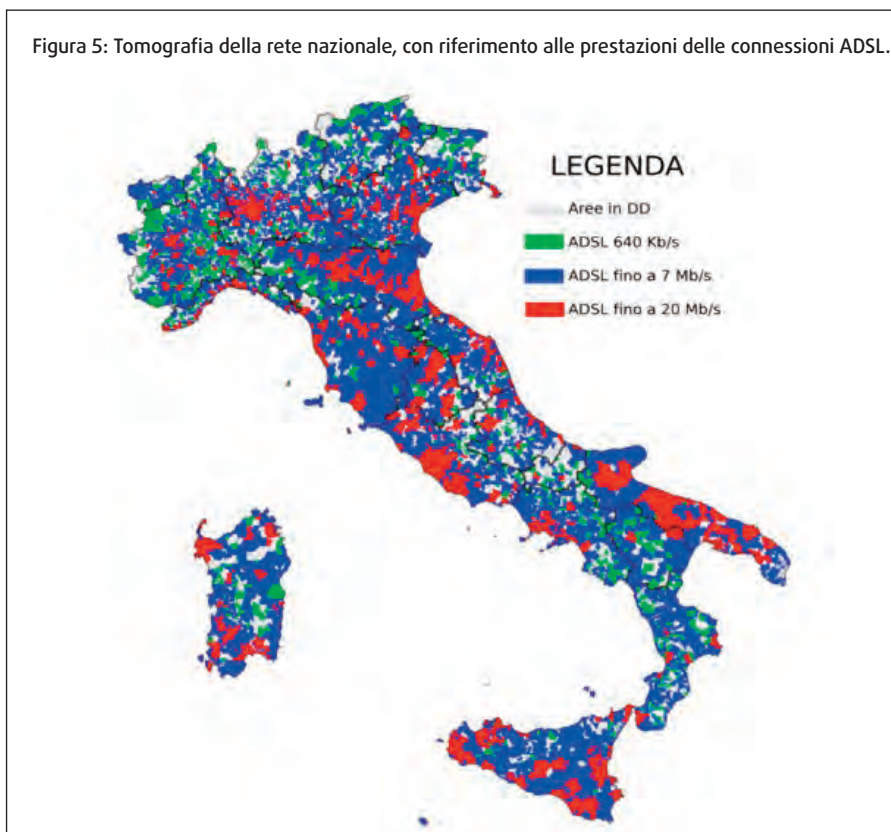 Figura 5: Tomografia della rete nazionale, con riferimento alle prestazioni delle connessioni ADSL.
LEGENDA
Aree in DD
ADSL 640 Kb/s
ADSL fino a 7 Mb/s
ADSL fino a 20 Mb/s